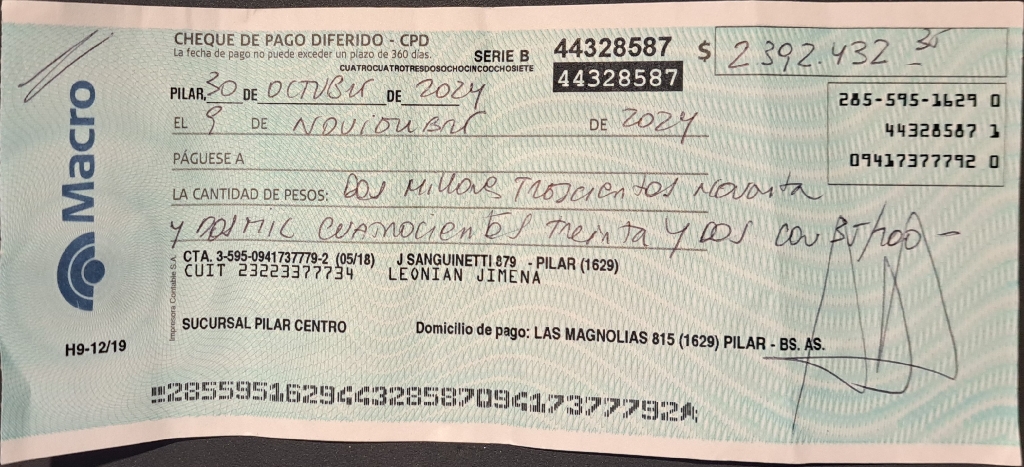 CHEQUE DE PAGO DIFERIDO - CPD
La fecha de pago no puede exceder un plazo de 360 días.
SERIE B 44328587 $ 2392.432 35
CUATROCUATROTRESDOSOCHOCINCOOCHOSIETE
44328587
PILAR, 30 DE OCTUBRE DE 2024
EL 9 DE NOVIEMBRE DE 2024
285-595-1629 0
44328587 1
09417377792 0
PÁGUESE A
LA CANTIDAD DE PESOS: Dos Millones Trescientos Noventa
y dos MIL cuatrocientos Treinta y DOS con 35/100 -
CTA. 3-595-0941737779-2 (05/18) J SANGUINETTI 879 - PILAR (1629)
CUIT 23223377734 LEONIAN JIMENA
SUCURSAL PILAR CENTRO
Domicilio de pago: LAS MAGNOLIAS 815 (1629) PILAR - BS. AS.
Macro
H9-12/19
Impresora Contable S.A.
28559516294432858709417377792